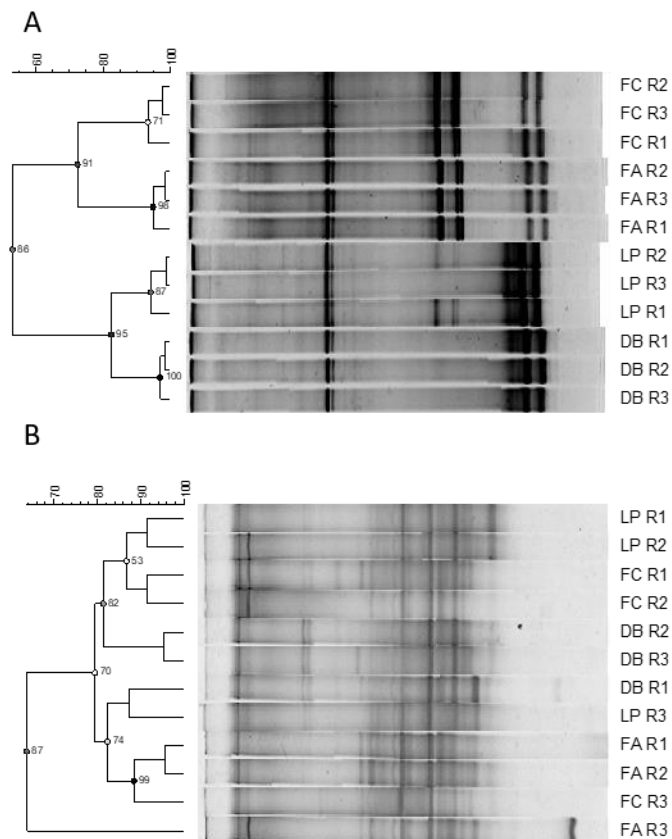 A
60 80 100
FC R2
FC R3
71
FC R1
91
FA R2
FA R3
98
FA R1
86
LP R2
LP R3
87
LP R1
95
DB R1
DB R2
100
DB R3
B
70 80 90 100
LP R1
LP R2
53
FC R1
82
FC R2
DB R2
DB R3
70
DB R1
LP R3
74
FA R1
87
FA R2
99
FC R3
FA R3